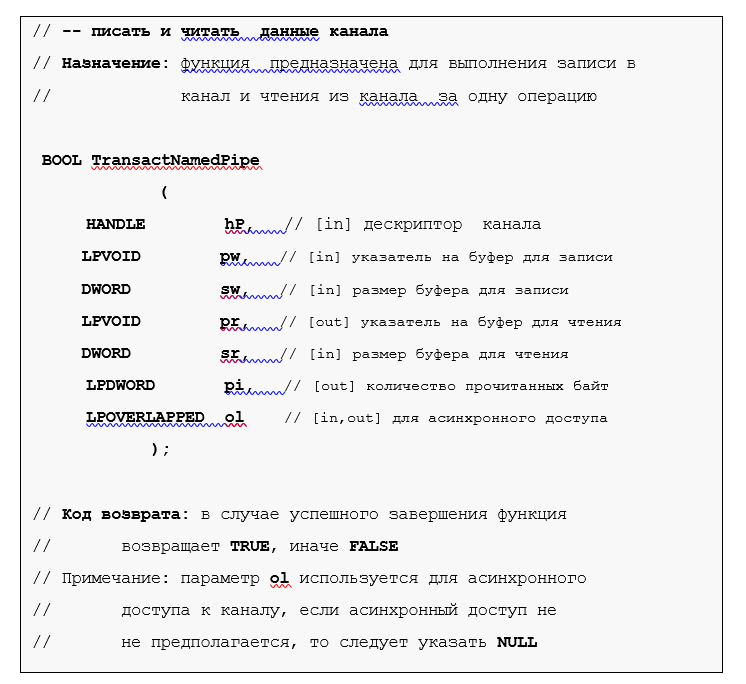 // -- писать и читать данные канала
// Назначение: функция предназначена для выполнения записи в
// канал и чтения из канала за одну операцию
BOOL TransactNamedPipe
(
HANDLE hP, // [in] дескриптор канала
LPVOID pw, // [in] указатель на буфер для записи
DWORD sw, // [in] размер буфера для записи
LPVOID pr, // [out] указатель на буфер для чтения
DWORD sr, // [in] размер буфера для чтения
LPDWORD pi, // [out] количество прочитанных байт
LPOVERLAPPED ol // [in,out] для асинхронного доступа
);
// Код возврата: в случае успешного завершения функция
// возвращает TRUE, иначе FALSE
// Примечание: параметр ol используется для асинхронного
// доступа к каналу, если асинхронный доступ не
// не предполагается, то следует указать NULL